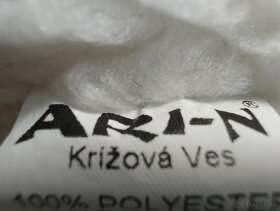 ARI-N®
Krížová Ves
100% POLYESTER